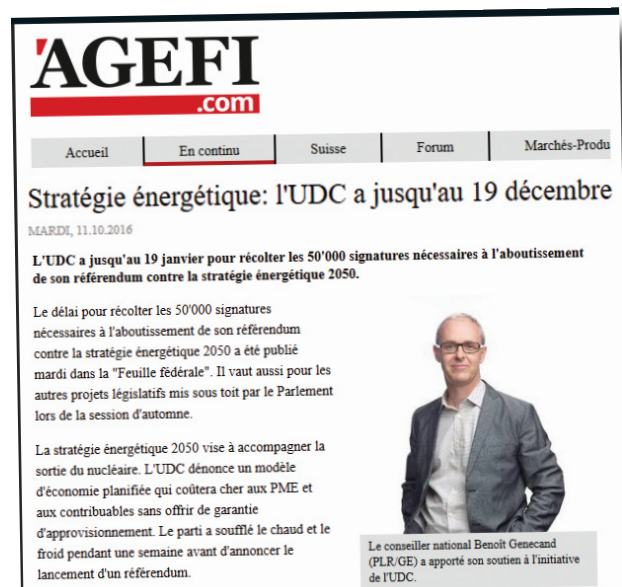 'AGEFI
.com
Accueil
En continu
Suisse
Forum
Marchés-Produ
Stratégie énergétique: l'UDC a jusqu'au 19 décembre
MARDI, 11.10.2016
L'UDC a jusqu'au 19 janvier pour récolter les 50'000 signatures nécessaires à l'aboutissement
de son référendum contre la stratégie énergétique 2050.
Le délai pour récolter les 50'000 signatures
nécessaires à l'aboutissement de son référendum
contre la stratégie énergétique 2050 a été publié
mardi dans la "Feuille fédérale". Il vaut aussi pour les
autres projets législatifs mis sous toit par le Parlement
lors de la session d'automne.
La stratégie énergétique 2050 vise à accompagner la
sortie du nucléaire. L'UDC dénonce un modèle
d'économie planifiée qui coûtera cher aux PME et
aux contribuables sans offrir de garantie
d'approvisionnement. Le parti a soufflé le chaud et le
froid pendant une semaine avant d'annoncer le
lancement d'un référendum.
Le conseiller national Benoît Genecand
(PLR/GE) a apporté son soutien à l'initiative
de l'UDC.